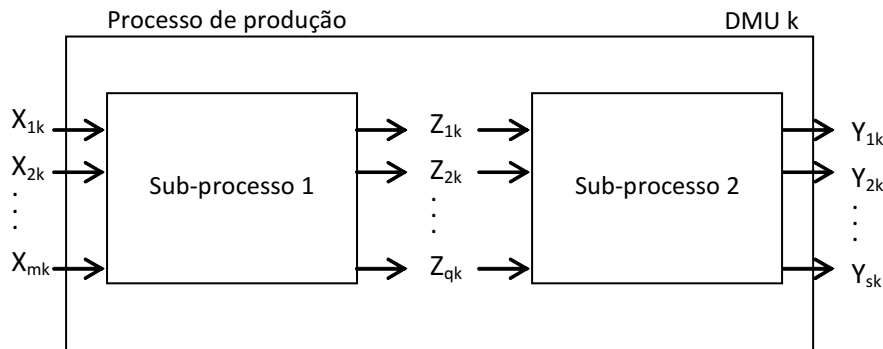 Processo de produção
DMU k
X1k
X2k
⋮
Xmk
Sub-processo 1
Z1k
Z2k
⋮
Zqk
Sub-processo 2
Y1k
Y2k
⋮
Ysk